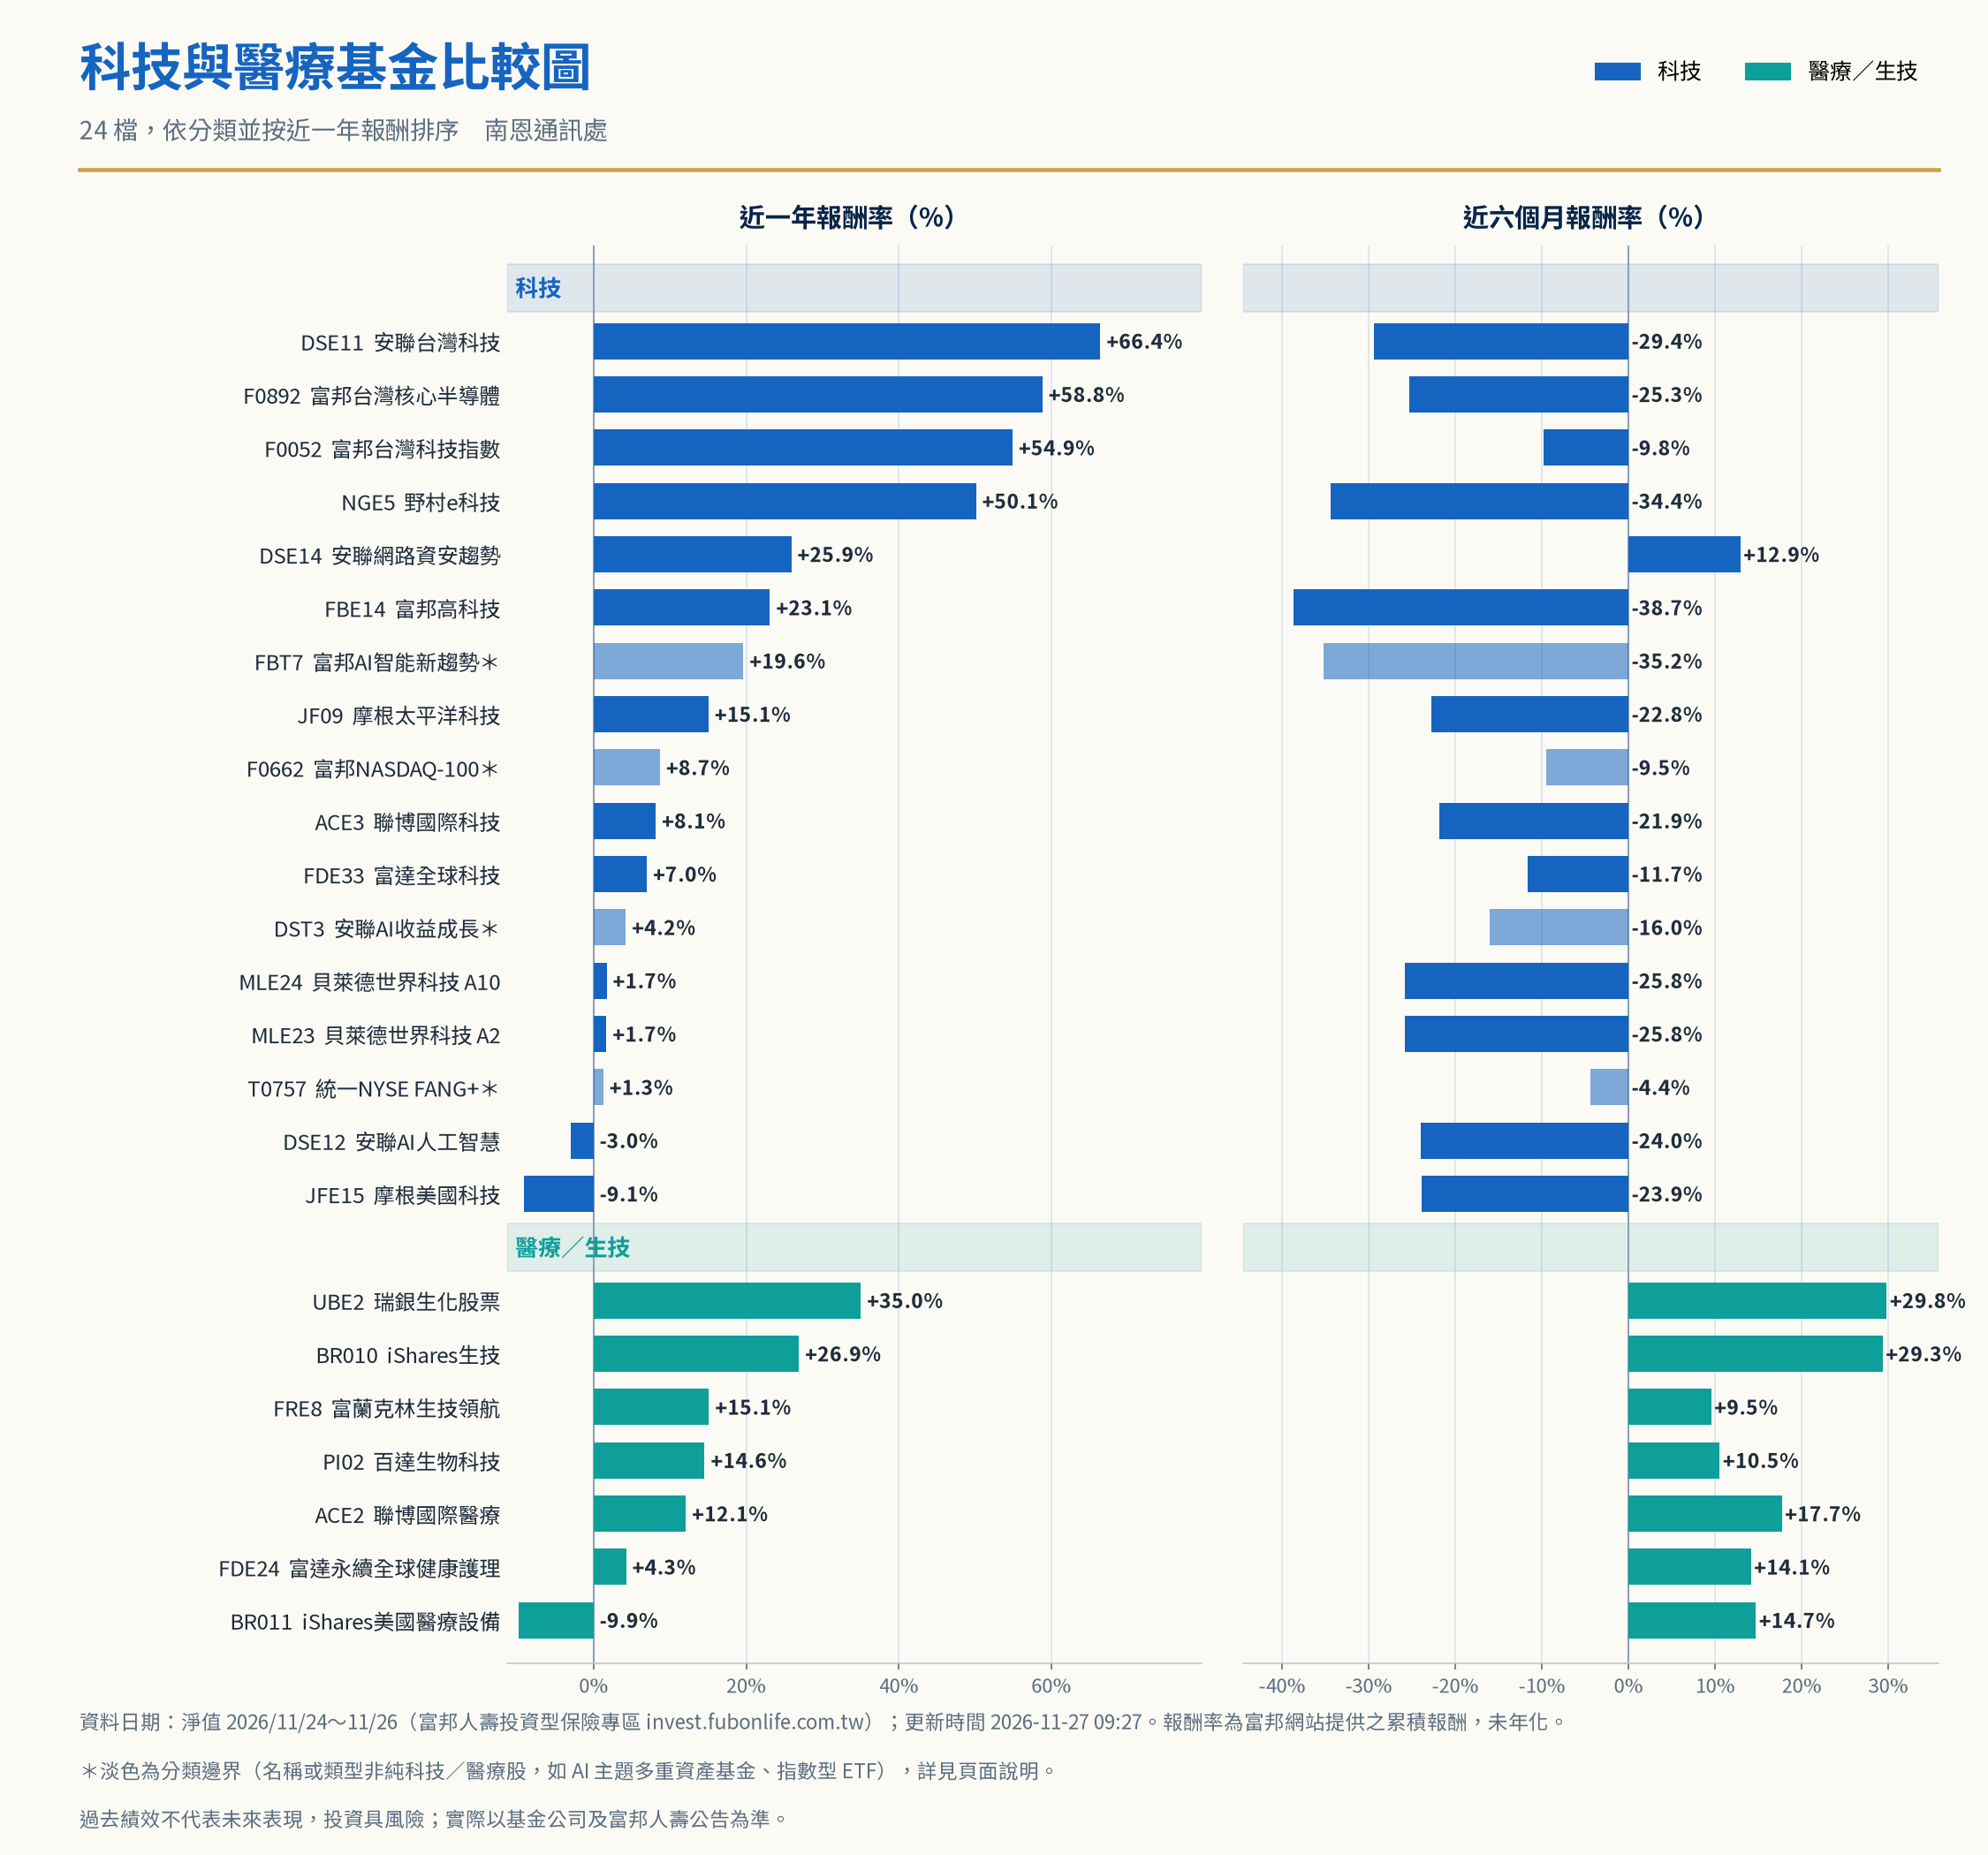 科技與醫療基金比較圖
科技
醫療／生技
24 檔，依分類並按近一年報酬排序　南恩通訊處
近一年報酬率（%）
近六個月報酬率（%）
科技
DSE11 安聯台灣科技 +66.4% -29.4%
F0892 富邦台灣核心半導體 +58.8% -25.3%
F0052 富邦台灣科技指數 +54.9% -9.8%
NGE5 野村e科技 +50.1% -34.4%
DSE14 安聯網路資安趨勢 +25.9% +12.9%
FBE14 富邦高科技 +23.1% -38.7%
FBT7 富邦AI智能新趨勢＊ +19.6% -35.2%
JF09 摩根太平洋科技 +15.1% -22.8%
F0662 富邦NASDAQ-100＊ +8.7% -9.5%
ACE3 聯博國際科技 +8.1% -21.9%
FDE33 富達全球科技 +7.0% -11.7%
DST3 安聯AI收益成長＊ +4.2% -16.0%
MLE24 貝萊德世界科技 A10 +1.7% -25.8%
MLE23 貝萊德世界科技 A2 +1.7% -25.8%
T0757 統一NYSE FANG+＊ +1.3% -4.4%
DSE12 安聯AI人工智慧 -3.0% -24.0%
JFE15 摩根美國科技 -9.1% -23.9%
醫療／生技
UBE2 瑞銀生化股票 +35.0% +29.8%
BR010 iShares生技 +26.9% +29.3%
FRE8 富蘭克林生技領航 +15.1% +9.5%
PI02 百達生物科技 +14.6% +10.5%
ACE2 聯博國際醫療 +12.1% +17.7%
FDE24 富達永續全球健康護理 +4.3% +14.1%
BR011 iShares美國醫療設備 -9.9% +14.7%
0% 20% 40% 60% -40% -30% -20% -10% 0% 10% 20% 30%
資料日期：淨值 2026/11/24～11/26（富邦人壽投資型保險專區 invest.fubonlife.com.tw）；更新時間 2026-11-27 09:27。報酬率為富邦網站提供之累積報酬，未年化。
＊淡色為分類邊界（名稱或類型非純科技／醫療股，如 AI 主題多重資產基金、指數型 ETF），詳見頁面說明。
過去績效不代表未來表現，投資具風險；實際以基金公司及富邦人壽公告為準。